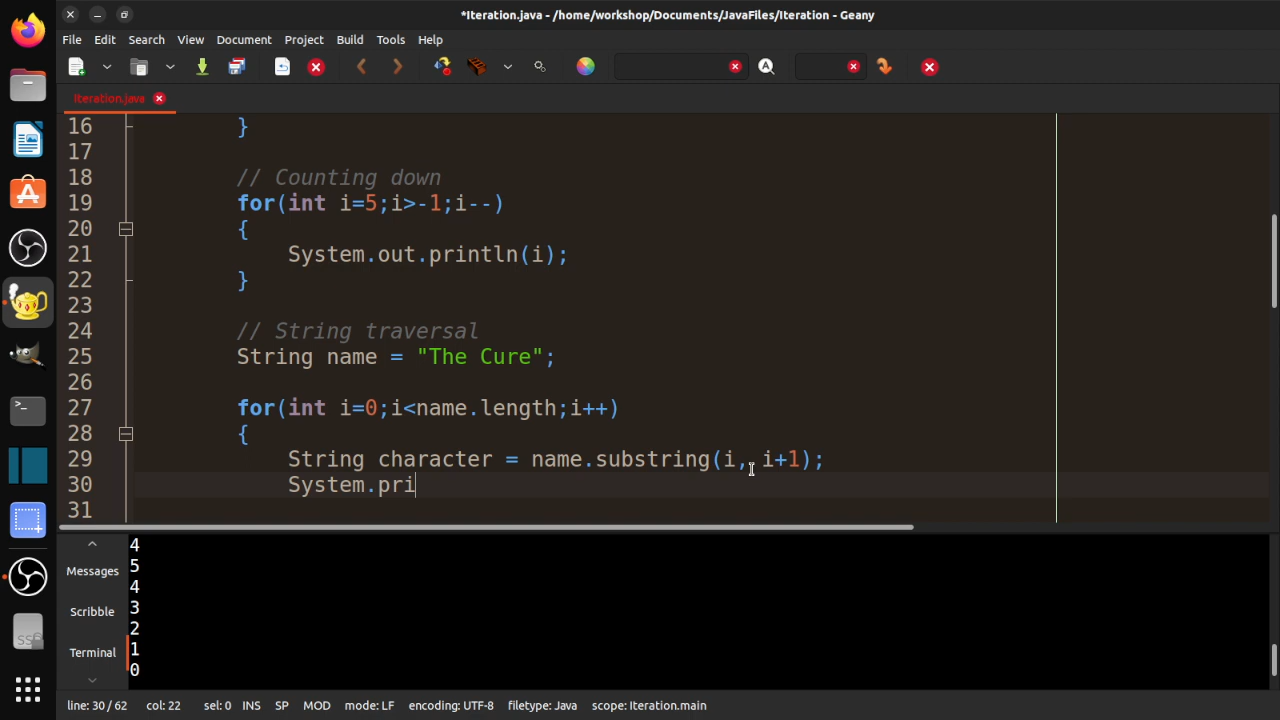 *Iteration.java - /home/workshop/Documents/JavaFiles/Iteration - Geany
File Edit Search View Document Project Build Tools Help
Iteration.java
16 }
17
18 // Counting down
19 for(int i=5;i>-1;i--)
20 {
21 System.out.println(i);
22 }
23
24 // String traversal
25 String name = "The Cure";
26
27 for(int i=0;i<name.length;i++)
28 {
29 String character = name.substring(i, i+1);
30 System.pri
31
4
Messages
5
4
3
Scribble
2
Terminal
1
0
line: 30 / 62 col: 22 sel: 0 INS SP MOD mode: LF encoding: UTF-8 filetype: Java scope: Iteration.main